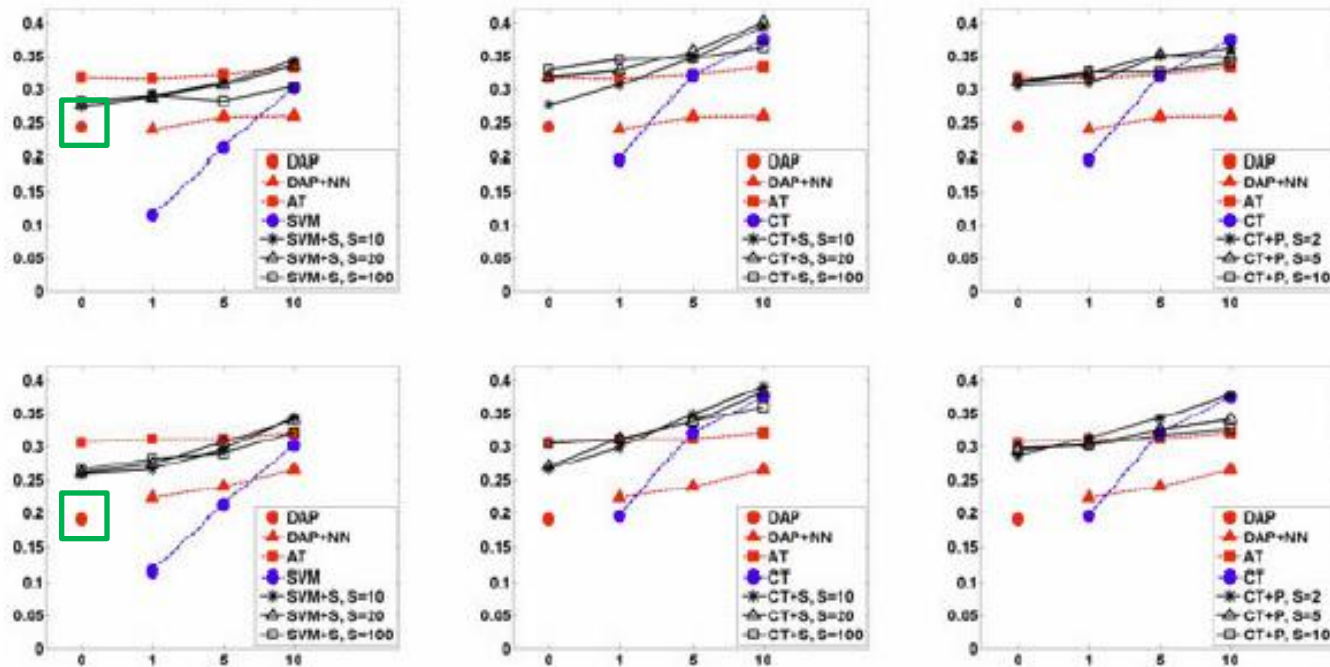 0.4
0.35
0.3
0.25
0.2
0.15
0.1
0.05
0
0 1 5 10
DAP
DAP+NN
AT
SVM
SVM+S, S=10
SVM+S, S=20
SVM+S, S=100
0.4
0.35
0.3
0.25
0.2
0.15
0.1
0.05
0
0 1 5 10
DAP
DAP+NN
AT
CT
CT+S, S=10
CT+S, S=20
CT+S, S=100
0.4
0.35
0.3
0.25
0.2
0.15
0.1
0.05
0
0 1 5 10
DAP
DAP+NN
AT
CT
CT+P, S=2
CT+P, S=5
CT+P, S=10
0.4
0.35
0.3
0.25
0.2
0.15
0.1
0.05
0
0 1 5 10
DAP
DAP+NN
AT
SVM
SVM+S, S=10
SVM+S, S=20
SVM+S, S=100
0.4
0.35
0.3
0.25
0.2
0.15
0.1
0.05
0
0 1 5 10
DAP
DAP+NN
AT
CT
CT+S, S=10
CT+S, S=20
CT+S, S=100
0.4
0.35
0.3
0.25
0.2
0.15
0.1
0.05
0
0 1 5 10
DAP
DAP+NN
AT
CT
CT+P, S=2
CT+P, S=5
CT+P, S=10